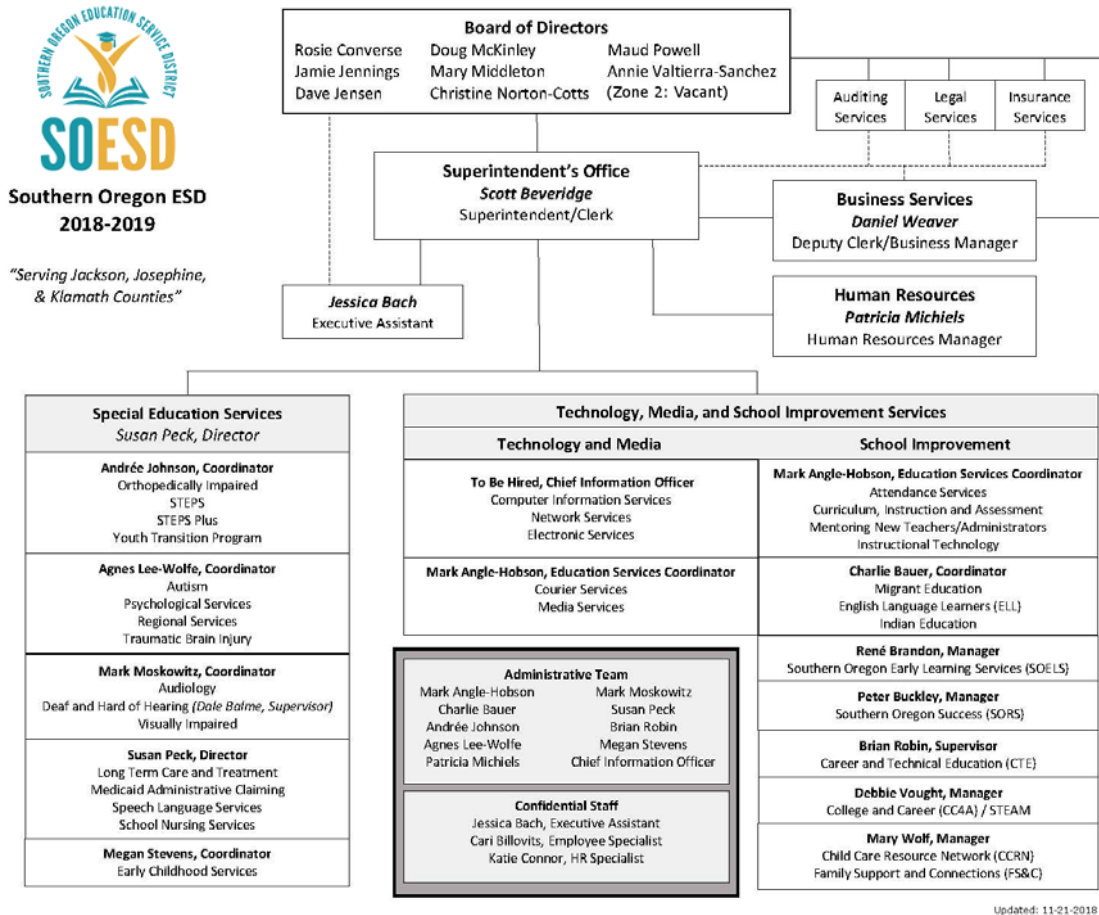 SOUTHERN OREGON EDUCATION SERVICE DISTRICT
SOESD
Southern Oregon ESD
2018-2019
"Serving Jackson, Josephine,
& Klamath Counties"
Board of Directors
Rosie Converse Doug McKinley Maud Powell
Jamie Jennings Mary Middleton Annie Valtierra-Sanchez
Dave Jensen Christine Norton-Cotts (Zone 2: Vacant)
Auditing Services
Legal Services
Insurance Services
Superintendent's Office
Scott Beveridge
Superintendent/Clerk
Business Services
Daniel Weaver
Deputy Clerk/Business Manager
Jessica Bach
Executive Assistant
Human Resources
Patricia Michiels
Human Resources Manager
Special Education Services
Susan Peck, Director
Andrée Johnson, Coordinator
Orthopedically Impaired
STEPS
STEPS Plus
Youth Transition Program
Agnes Lee-Wolfe, Coordinator
Autism
Psychological Services
Regional Services
Traumatic Brain Injury
Mark Moskowitz, Coordinator
Audiology
Deaf and Hard of Hearing (Dale Balme, Supervisor)
Visually Impaired
Susan Peck, Director
Long Term Care and Treatment
Medicaid Administrative Claiming
Speech Language Services
School Nursing Services
Megan Stevens, Coordinator
Early Childhood Services
Technology, Media, and School Improvement Services
Technology and Media
To Be Hired, Chief Information Officer
Computer Information Services
Network Services
Electronic Services
Mark Angle-Hobson, Education Services Coordinator
Courier Services
Media Services
School Improvement
Mark Angle-Hobson, Education Services Coordinator
Attendance Services
Curriculum, Instruction and Assessment
Mentoring New Teachers/Administrators
Instructional Technology
Charlie Bauer, Coordinator
Migrant Education
English Language Learners (ELL)
Indian Education
René Brandon, Manager
Southern Oregon Early Learning Services (SOELS)
Peter Buckley, Manager
Southern Oregon Success (SORS)
Brian Robin, Supervisor
Career and Technical Education (CTE)
Debbie Vought, Manager
College and Career (CC4A) / STEAM
Mary Wolf, Manager
Child Care Resource Network (CCRN)
Family Support and Connections (FS&C)
Administrative Team
Mark Angle-Hobson Mark Moskowitz
Charlie Bauer Susan Peck
Andrée Johnson Brian Robin
Agnes Lee-Wolfe Megan Stevens
Patricia Michiels Chief Information Officer
Confidential Staff
Jessica Bach, Executive Assistant
Cari Billovits, Employee Specialist
Katie Connor, HR Specialist
Updated: 11-21-2018